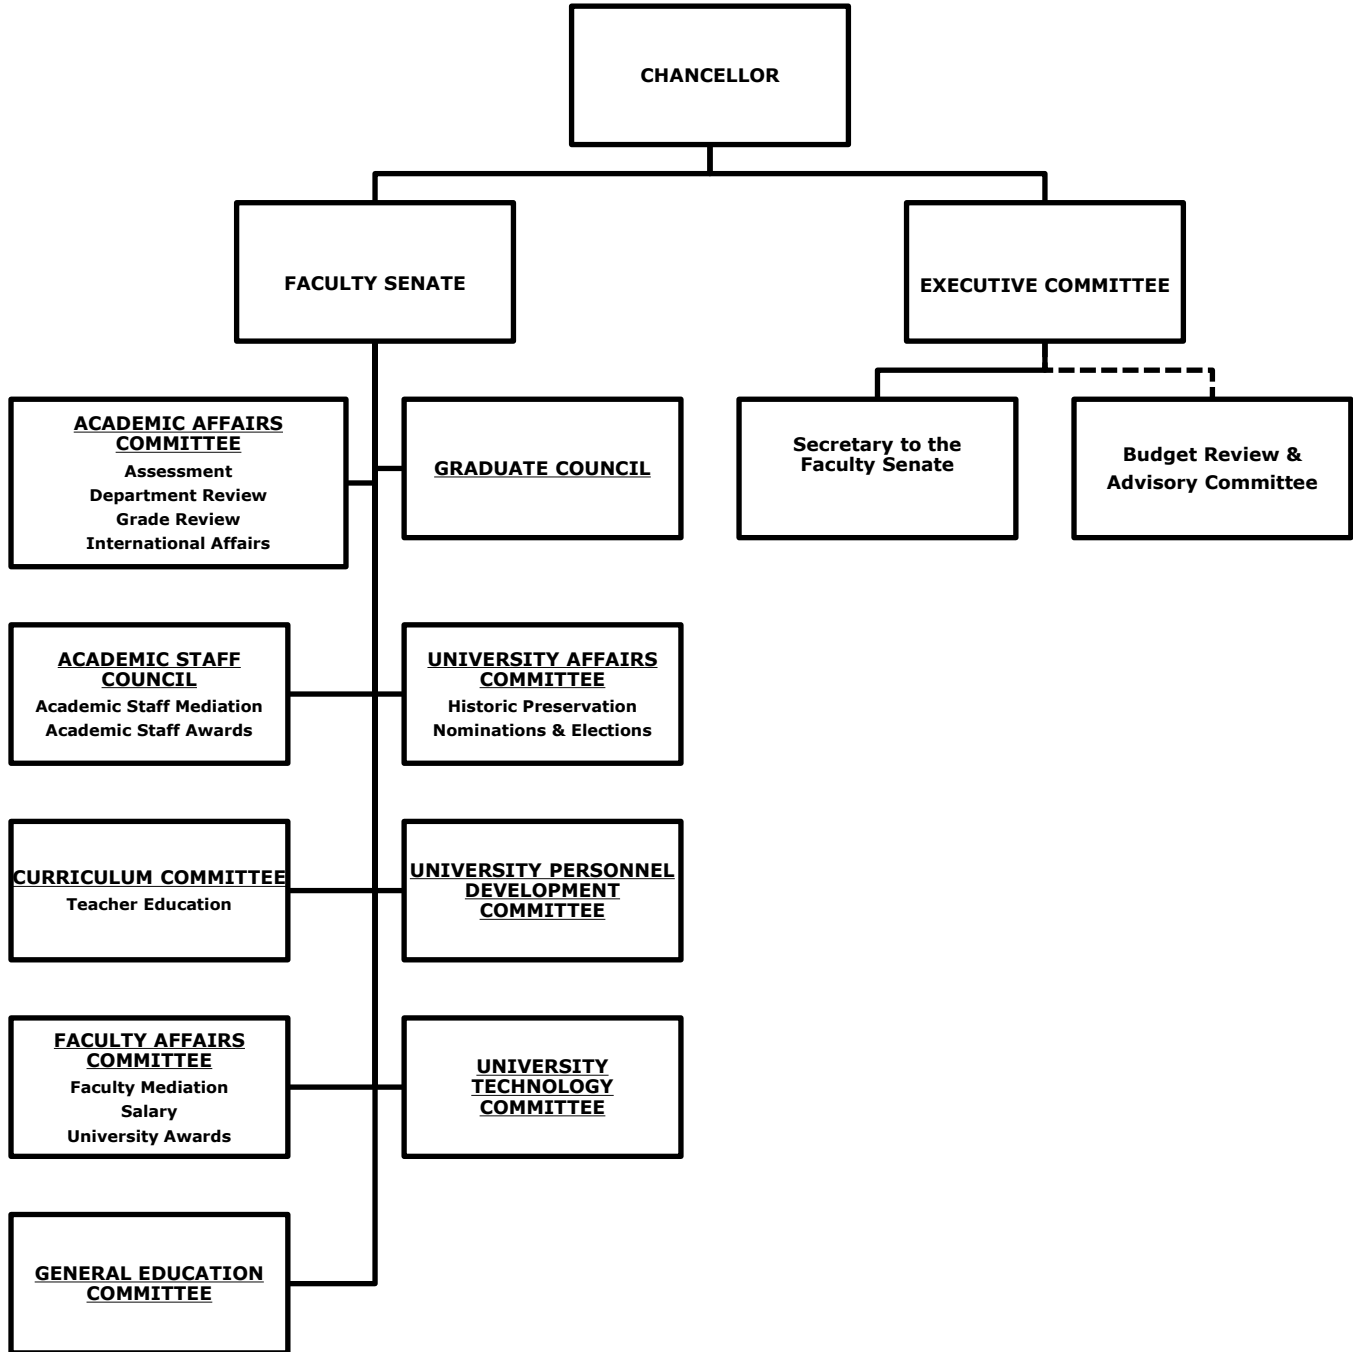 CHANCELLOR
FACULTY SENATE
EXECUTIVE COMMITTEE
ACADEMIC AFFAIRS
COMMITTEE
Assessment
Department Review
Grade Review
International Affairs
GRADUATE COUNCIL
Secretary to the
Faculty Senate
Budget Review &
Advisory Committee
ACADEMIC STAFF
COUNCIL
Academic Staff Mediation
Academic Staff Awards
UNIVERSITY AFFAIRS
COMMITTEE
Historic Preservation
Nominations & Elections
CURRICULUM COMMITTEE
Teacher Education
UNIVERSITY PERSONNEL
DEVELOPMENT
COMMITTEE
FACULTY AFFAIRS
COMMITTEE
Faculty Mediation
Salary
University Awards
UNIVERSITY
TECHNOLOGY
COMMITTEE
GENERAL EDUCATION
COMMITTEE